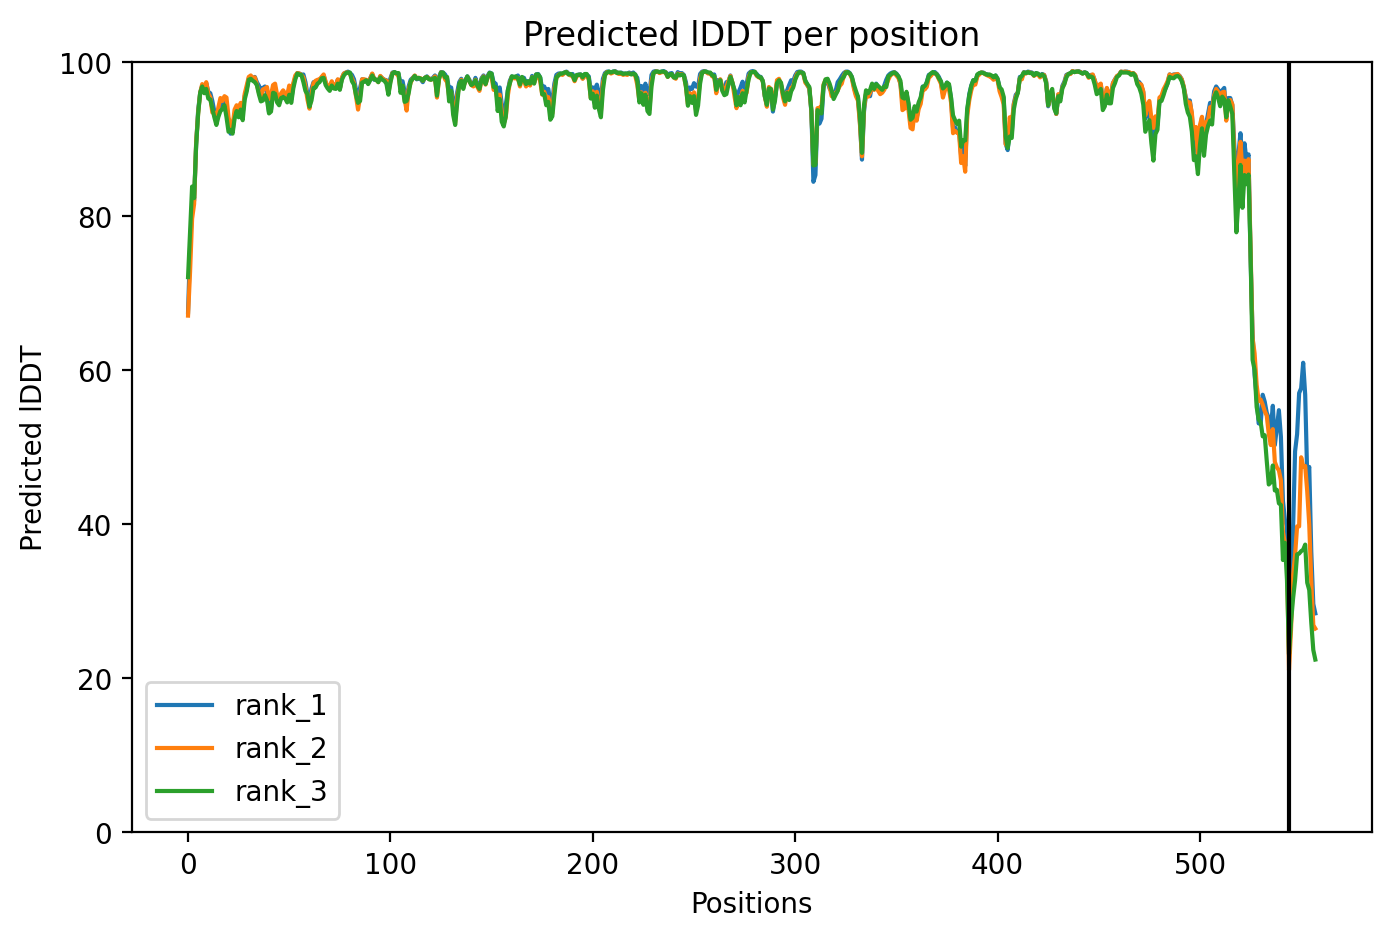 Predicted lDDT per position
100
80
60
40
20
0
Predicted lDDT
rank_1
rank_2
rank_3
0 100 200 300 400 500
Positions